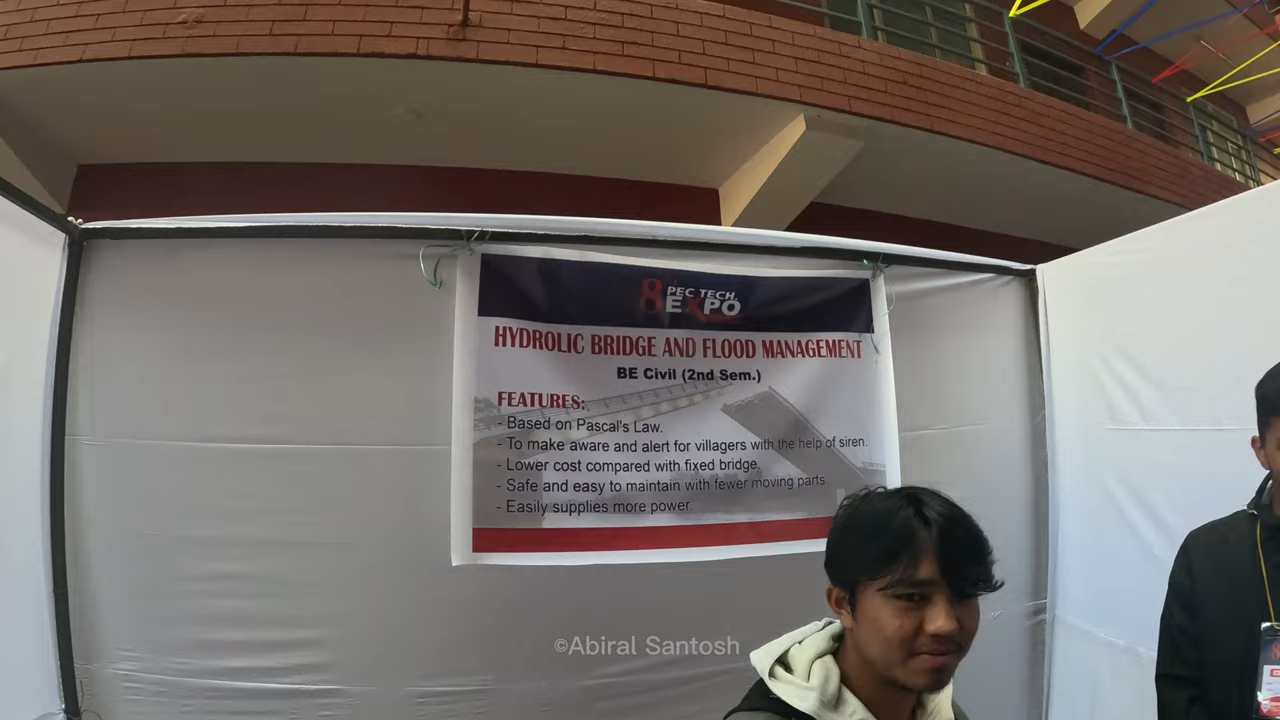 8 PEC TECH
EXPO
HYDROLIC BRIDGE AND FLOOD MANAGEMENT
BE Civil (2nd Sem.)
FEATURES:
- Based on Pascal's Law.
- To make aware and alert for villagers with the help of siren.
- Lower cost compared with fixed bridge.
- Safe and easy to maintain with fewer moving parts
- Easily supplies more power.
©Abiral Santosh